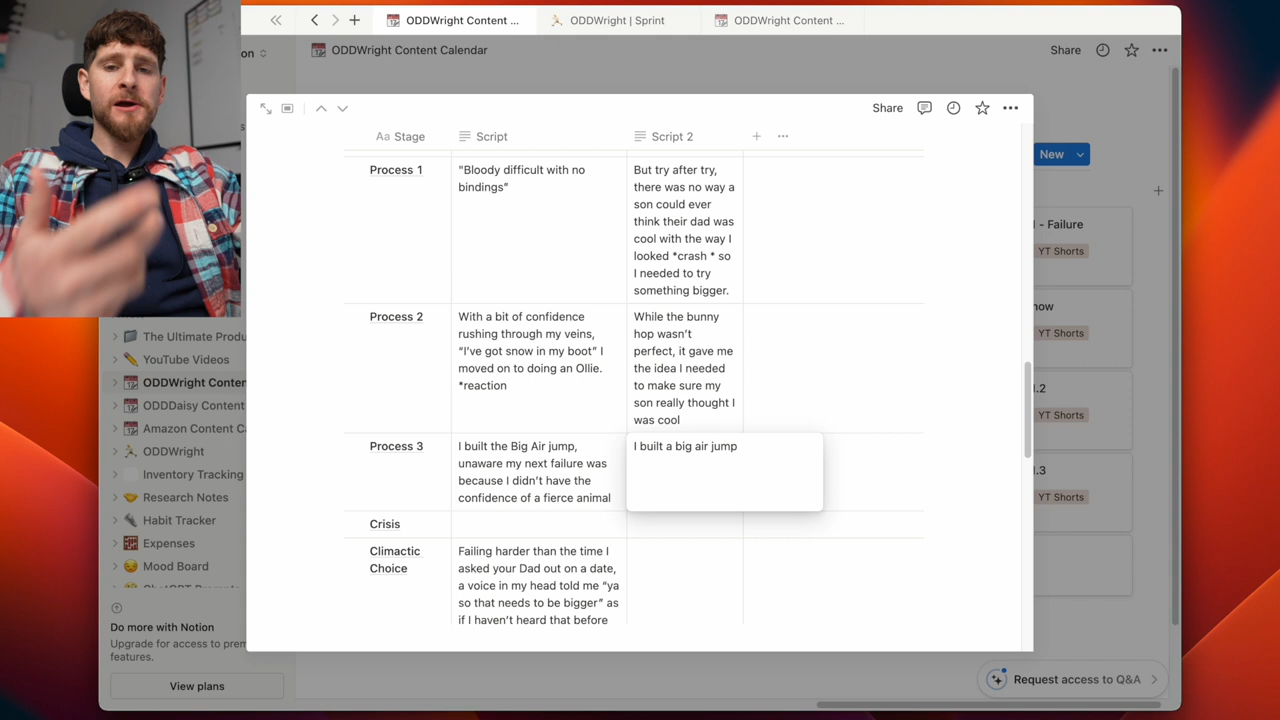 ODDWright Content ...
ODDWright | Sprint
ODDWright Content ...
on
ODDWright Content Calendar
Share
Share
Aa Stage
Script
Script 2
New
Process 1
"Bloody difficult with no
bindings"
But try after try,
there was no way a
son could ever
think their dad was
cool with the way I
looked *crash * so
I needed to try
something bigger.
Process 2
With a bit of confidence
rushing through my veins,
"I've got snow in my boot" I
moved on to doing an Ollie.
*reaction
While the bunny
hop wasn't
perfect, it gave me
the idea I needed
to make sure my
son really thought I
was cool
Process 3
I built the Big Air jump,
unaware my next failure was
because I didn't have the
confidence of a fierce animal
I built a big air jump
Crisis
Climactic
Choice
Failing harder than the time I
asked your Dad out on a date,
a voice in my head told me "ya
so that needs to be bigger" as
if I haven't heard that before
- Failure
YT Shorts
now
YT Shorts
.2
YT Shorts
.3
YT Shorts
The Ultimate Produ
YouTube Videos
ODDWright Conten
ODDDaisy Content
Amazon Content Ca
ODDWright
Inventory Tracking
Research Notes
Habit Tracker
Expenses
Mood Board
Do more with Notion
Upgrade for access to prem
features.
View plans
Request access to Q&A